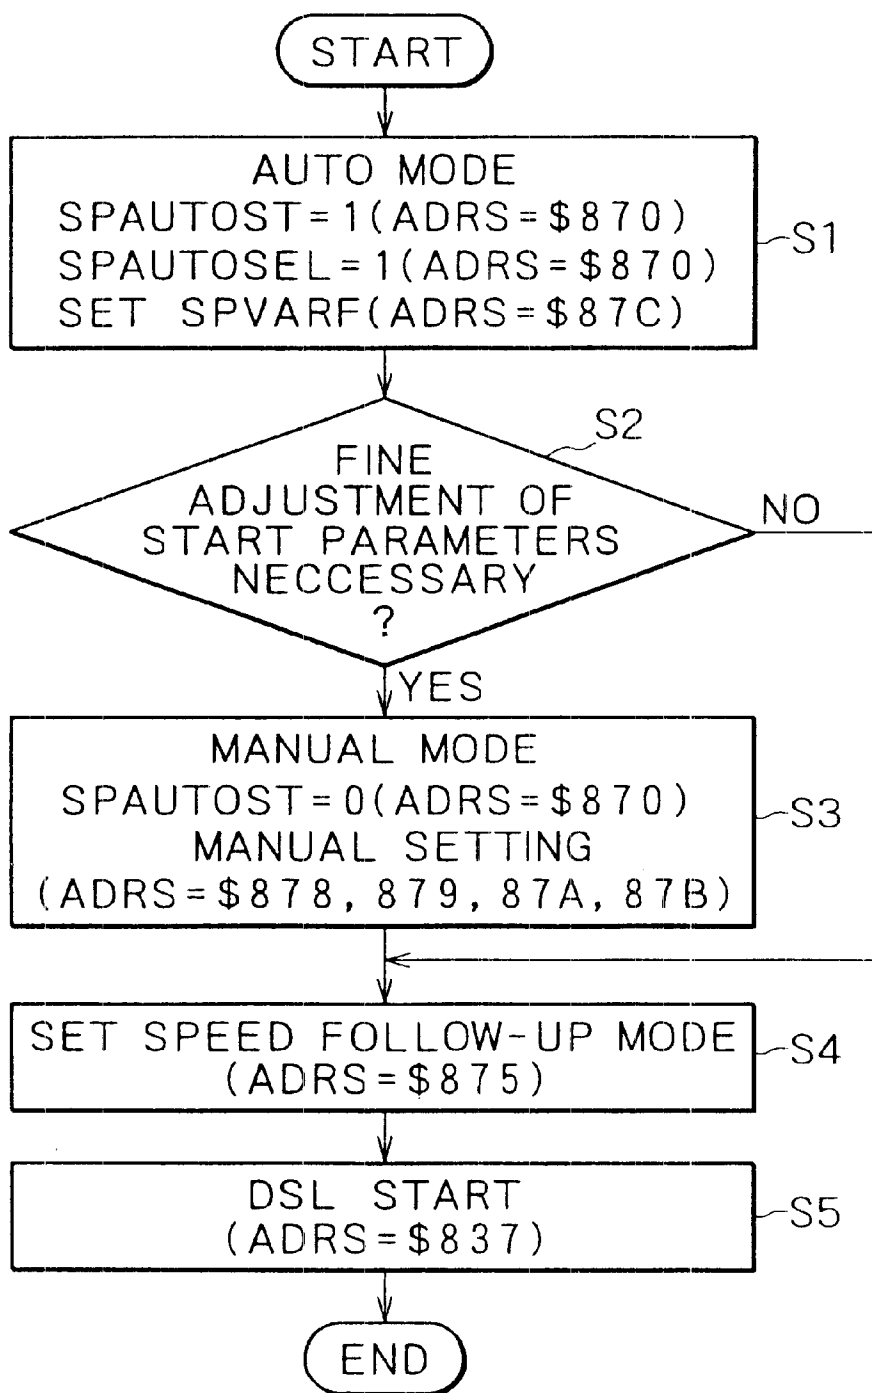 START
AUTO MODE
SPAUTOST=1(ADRS=$870)
SPAUTOSEL=1(ADRS=$870)
SET SPVARF(ADRS=$87C)
S1
S2
FINE
ADJUSTMENT OF
START PARAMETERS
NECCESSARY
?
NO
YES
MANUAL MODE
SPAUTOST=0(ADRS=$870)
MANUAL SETTING
(ADRS=$878, 879, 87A, 87B)
S3
SET SPEED FOLLOW-UP MODE
(ADRS=$875)
S4
DSL START
(ADRS=$837)
S5
END